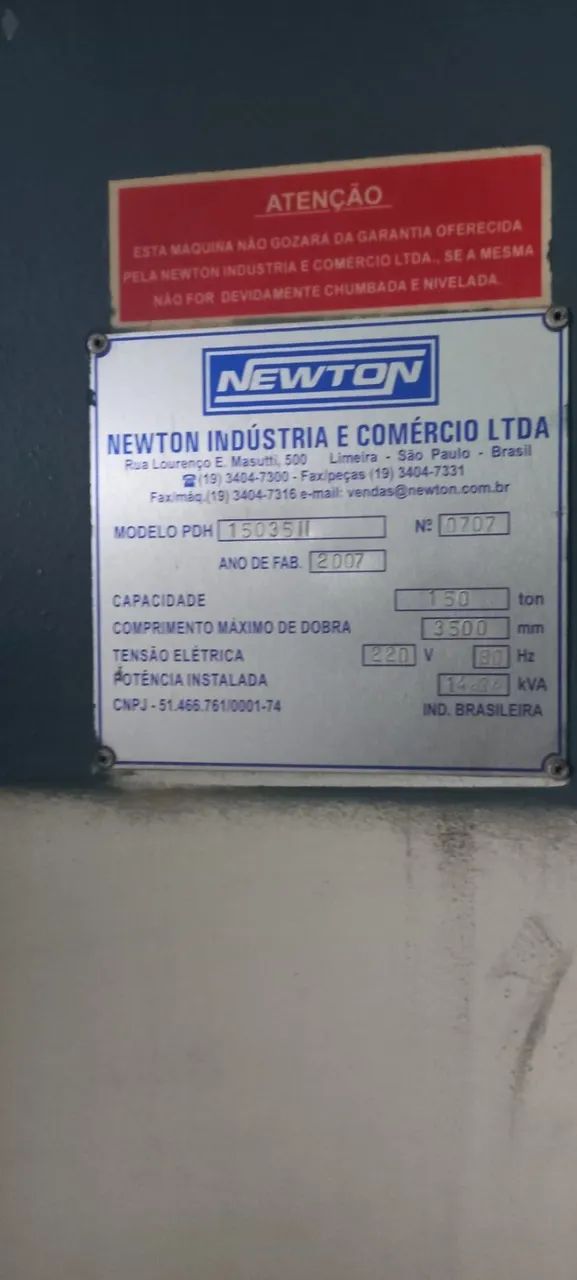 ATENÇÃO
ESTA MAQUINA NÃO GOZARÁ DA GARANTIA OFERECIDA
PELA NEWTON INDUSTRIA E COMÉRCIO LTDA., SE A MESMA
NÃO FOR DEVIDAMENTE CHUMBADA E NIVELADA.
NEWTON
NEWTON INDÚSTRIA E COMÉRCIO LTDA
Rua Lourenço E. Masutti, 500 Limeira - São Paulo - Brasil
☎(19) 3404-7300 - Fax/peças (19) 3404-7331
Fax/máq.(19) 3404-7316 e-mail: vendas@newton.com.br
MODELO PDH 15035II Nº 0707
ANO DE FAB. 2007
CAPACIDADE 150 ton
COMPRIMENTO MÁXIMO DE DOBRA 3500 mm
TENSÃO ELÉTRICA 220 V Hz
POTÊNCIA INSTALADA kVA
CNPJ - 51.466.761/0001-74 IND. BRASILEIRA